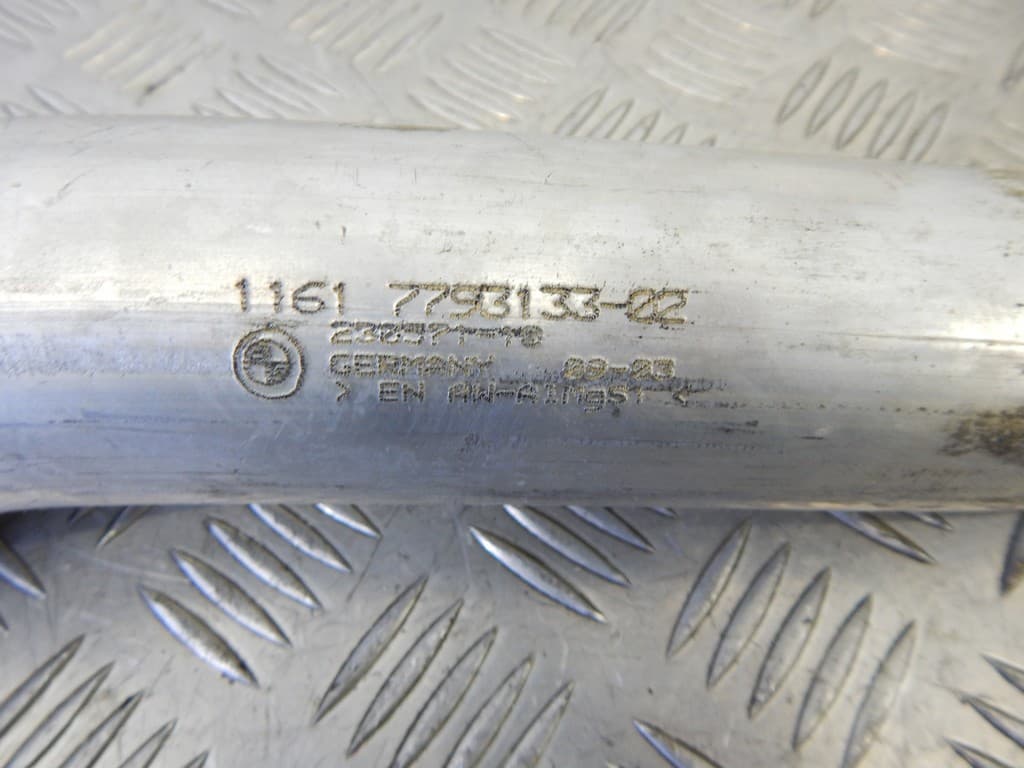 1161 7793133-02
GERMANY
> EN AW-AlMgSi <